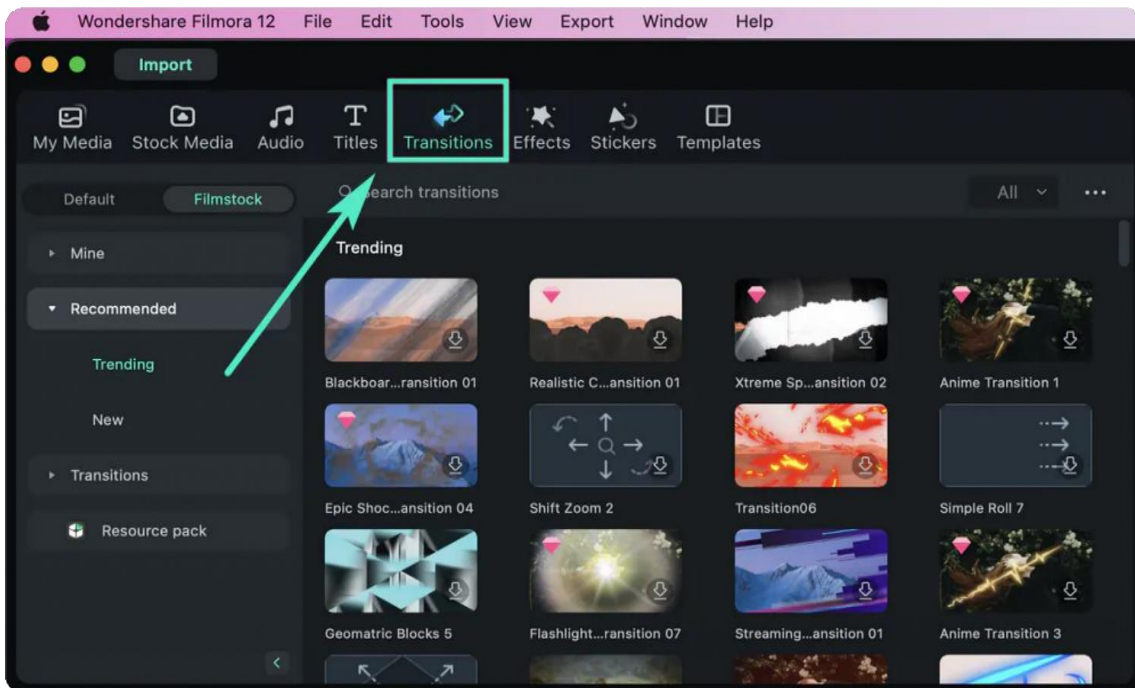 Wondershare Filmora 12 File Edit Tools View Export Window Help
Import
My Media Stock Media Audio Titles Transitions Effects Stickers Templates
Default Filmstock
Search transitions
All
Mine
Trending
Recommended
Trending
New
Transitions
Resource pack
Blackboar...ransition 01 Realistic C...ansition 01 Xtreme Sp...ansition 02 Anime Transition 1
Epic Shoc...ansition 04 Shift Zoom 2 Transition06 Simple Roll 7
Geomatric Blocks 5 Flashlight...ransition 07 Streaming...ansition 01 Anime Transition 3